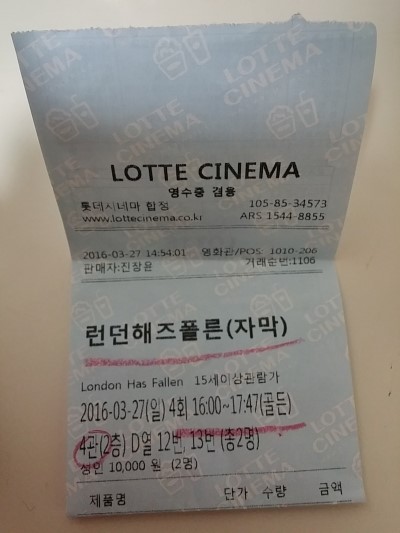 LOTTE CINEMA
영수증 겸용
롯데시네마 합정 105-85-34573
www.lottecinema.co.kr ARS 1544-8855
2016-03-27 14:54:01 영화관/POS: 1010-206
판매자:진장윤 거래순번:1106
런던해즈폴른(자막)
London Has Fallen 15세이상관람가
2016-03-27(일) 4회 16:00~17:47(골든)
4관(2층) D열 12번, 13번 (총2명)
성인 10,000 원 (2명)
제품명 단가 수량 금액